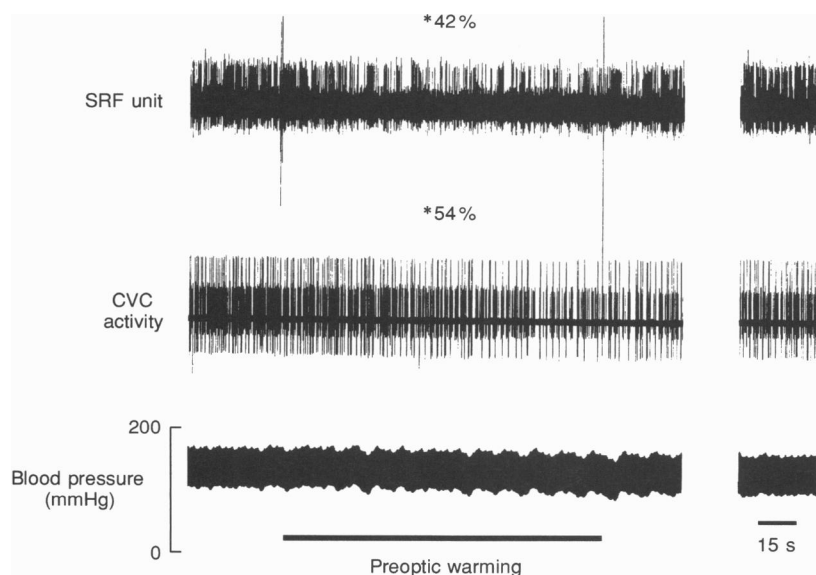 *42%
SRF unit
*54%
CVC
activity
200
Blood pressure
(mmHg)
0
15 s
Preoptic warming